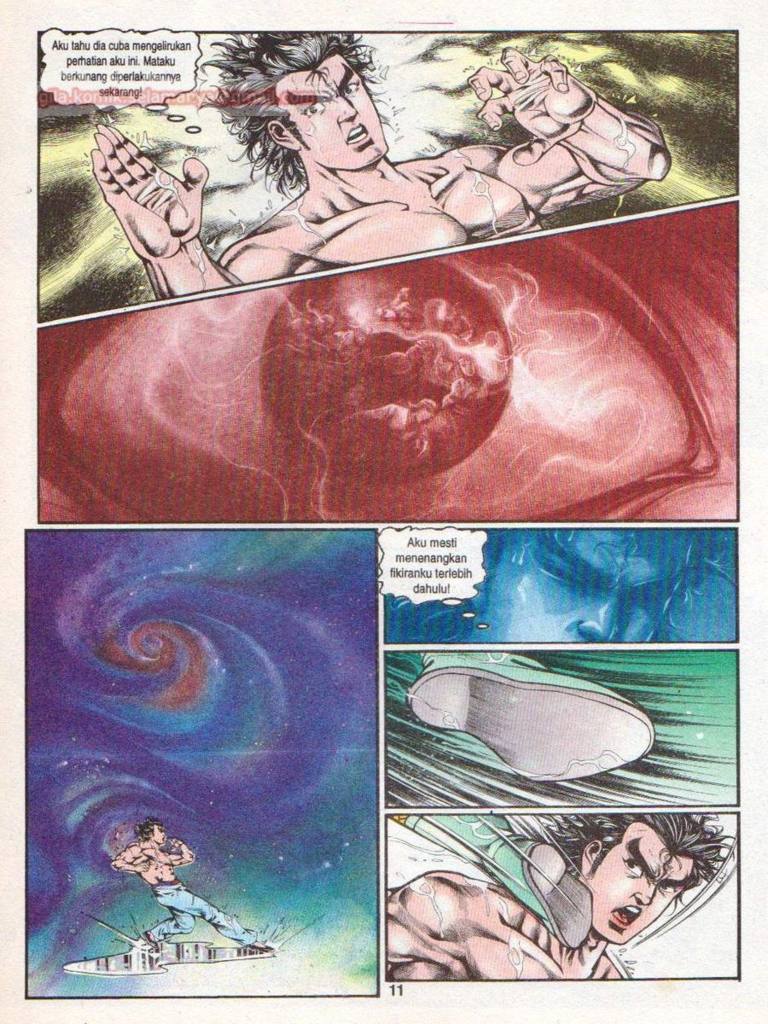 Aku tahu dia cuba mengelirukan
perhatian aku ini. Mataku
berkunang diperlakukannya
sekarang!
Aku mesti
menenangkan
fikiranku terlebih
dahulu!
11